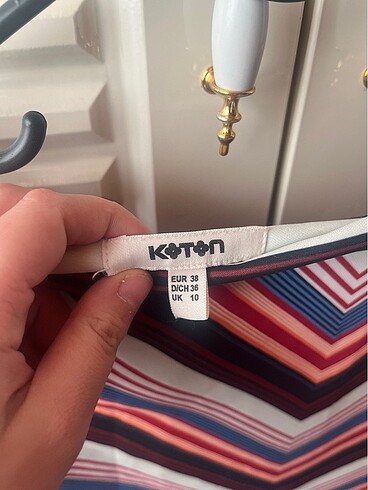 KOTON
EUR 38
D/CH 36
UK 10